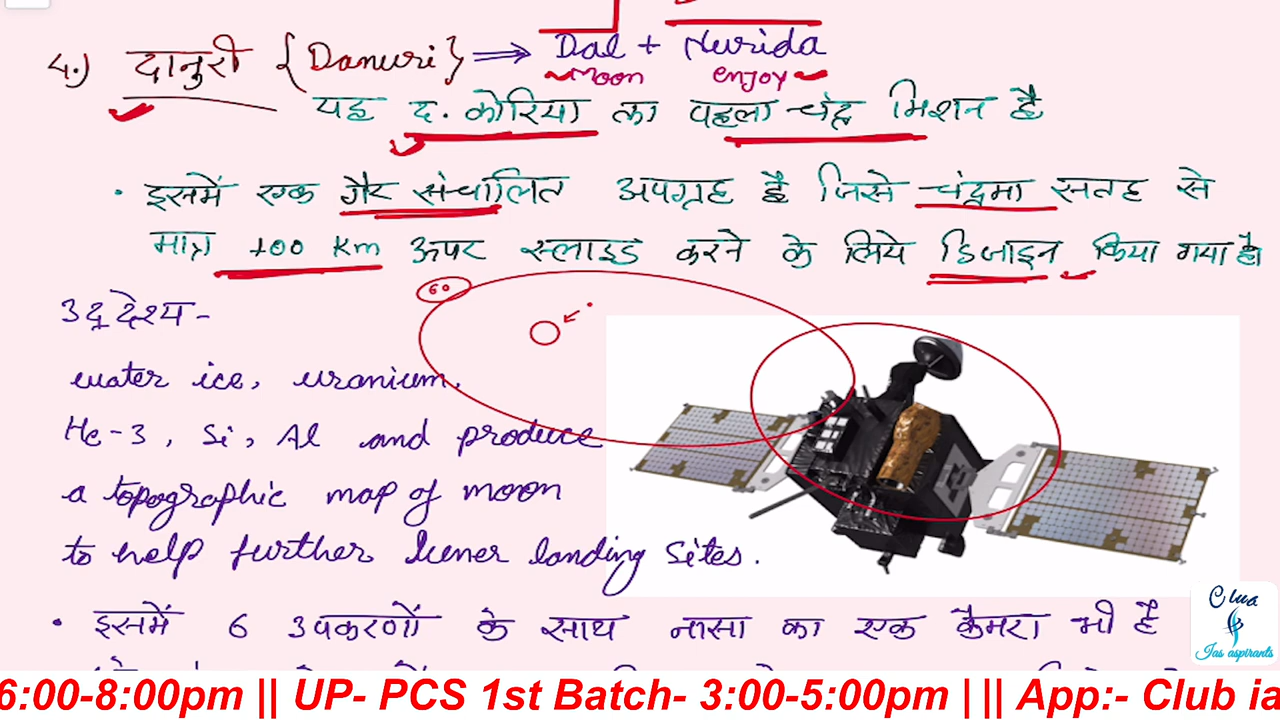 4.) दानुरी {Danuri} ⇒ Dal + Nurida
Moon enjoy
यह द. कोरिया का पहला चंद्र मिशन है
• इसमें एक गैर संचालित उपग्रह है जिसे चंद्रमा सतह से
मात्र 100 Km ऊपर स्लाइड करने के लिये डिजाइन किया गया है।
60
उद्देश्य -
water ice, uranium,
He-3, Si, Al and produce
a topographic map of moon
to help further luner landing sites.
• इसमें 6 उपकरणों के साथ नासा का एक कैमरा भी है
Club
Ias aspirants
6:00-8:00pm || UP- PCS 1st Batch- 3:00-5:00pm | || App:- Club ia